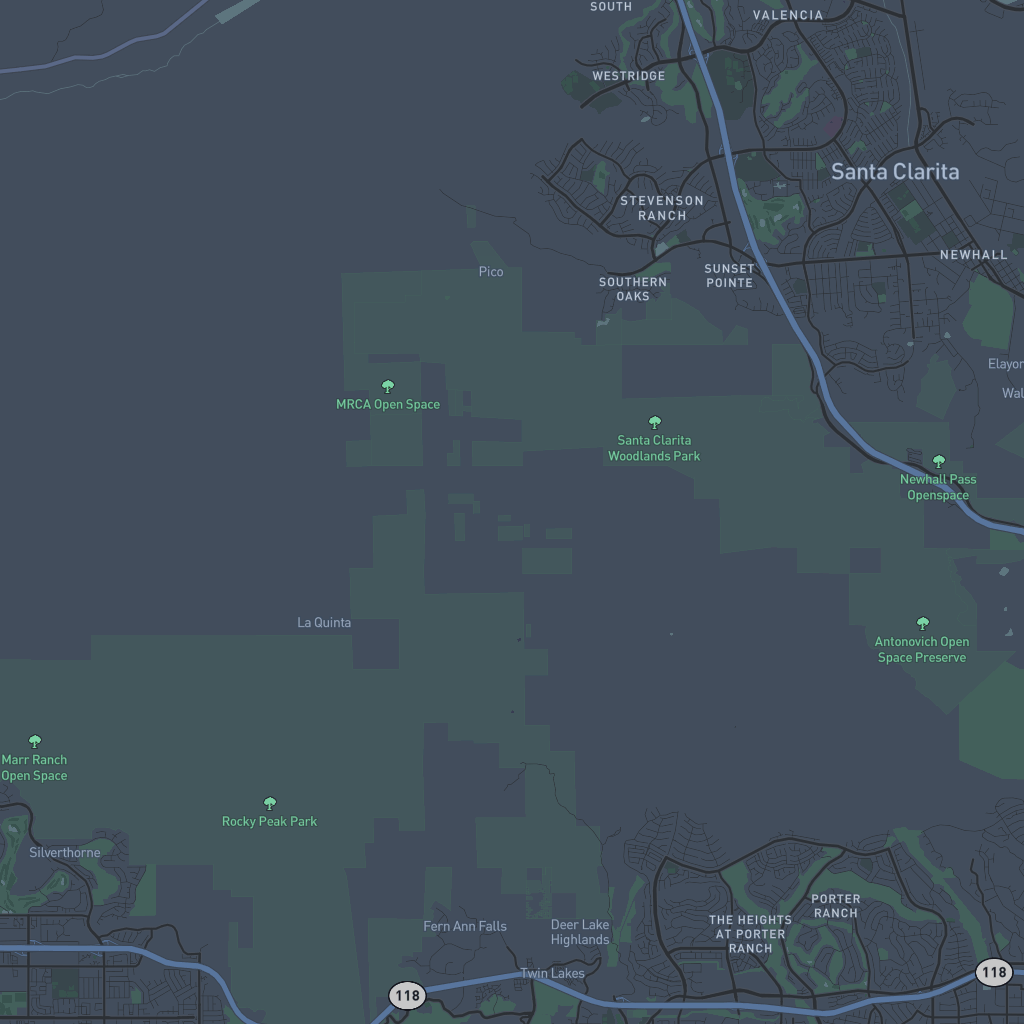 SOUTH
VALENCIA
WESTRIDGE
Santa Clarita
STEVENSON
RANCH
NEWHALL
Pico
SUNSET
POINTE
SOUTHERN
OAKS
Elayon
Wal
MRCA Open Space
Santa Clarita
Woodlands Park
Newhall Pass
Openspace
La Quinta
Antonovich Open
Space Preserve
Marr Ranch
Open Space
Rocky Peak Park
Silverthorne
PORTER
RANCH
Fern Ann Falls
Deer Lake
Highlands
THE HEIGHTS
AT PORTER
RANCH
Twin Lakes
118
118